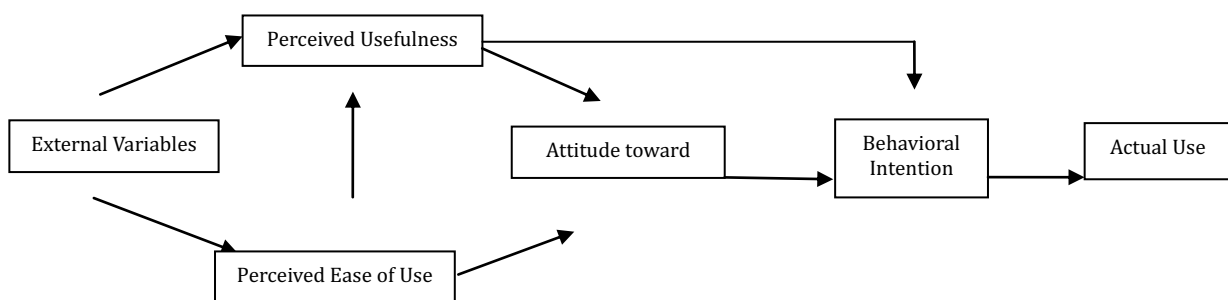 Perceived Usefulness
External Variables
Attitude toward
Behavioral
Intention
Actual Use
Perceived Ease of Use